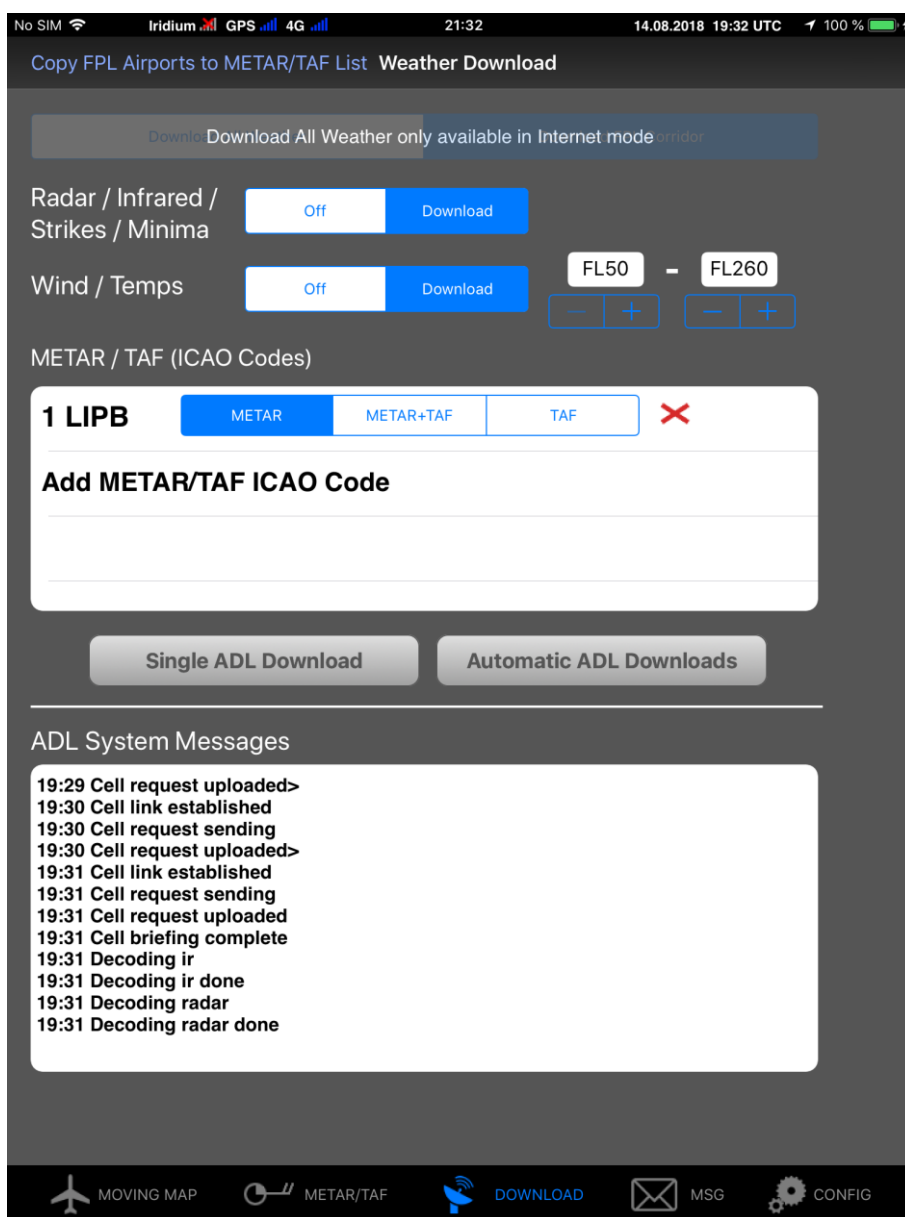 No SIM Iridium GPS 4G 21:32 14.08.2018 19:32 UTC 100 %
Copy FPL Airports to METAR/TAF List Weather Download
Download All Weather only available in Internet mode
Radar / Infrared /
Strikes / Minima
Off Download
Wind / Temps
Off Download
FL50 - FL260
− + − +
METAR / TAF (ICAO Codes)
1 LIPB METAR METAR+TAF TAF
Add METAR/TAF ICAO Code
Single ADL Download Automatic ADL Downloads
ADL System Messages
19:29 Cell request uploaded>
19:30 Cell link established
19:30 Cell request sending
19:30 Cell request uploaded>
19:31 Cell link established
19:31 Cell request sending
19:31 Cell request uploaded
19:31 Cell briefing complete
19:31 Decoding ir
19:31 Decoding ir done
19:31 Decoding radar
19:31 Decoding radar done
MOVING MAP METAR/TAF DOWNLOAD MSG CONFIG